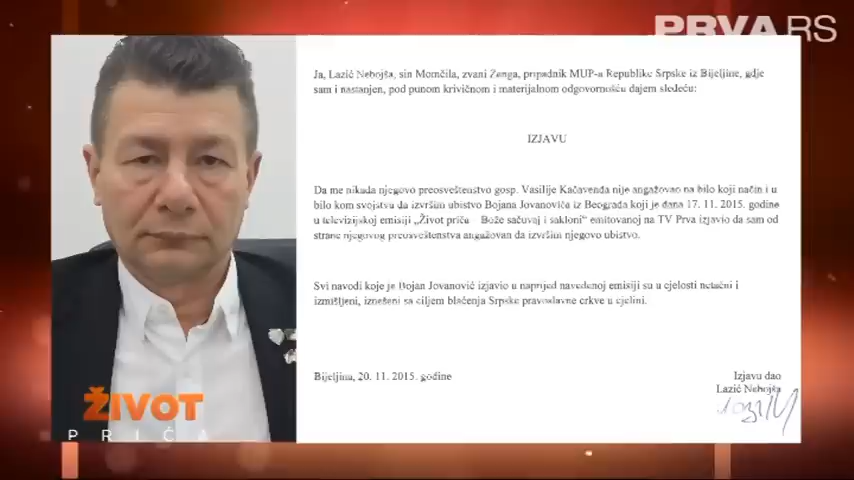 PRVA RS
Ja, Lazić Nebojša, sin Momčila, zvani Zenga, pripadnik MUP-a Republike Srpske iz Bijeljine, gdje
sam i nastanjen, pod punom krivičnom i materijalnom odgovornošću dajem sledeću:
IZJAVU
Da me nikada njegovo preosveštenstvo gosp. Vasilije Kačavenda nije angažovao na bilo koji način i u
bilo kom svojstvu da izvršim ubistvo Bojana Jovanovića iz Beograda koji je dana 17. 11. 2015. godine
u televizijskoj emisiji „Život priča – Bože sačuvaj i sakloni“ emitovanoj na TV Prva izjavio da sam od
strane njegovog preosveštenstva angažovan da izvršim njegovo ubistvo.
Svi navodi koje je Bojan Jovanović izjavio u naprijed navedenoj emisiji su u cjelosti netačni i
izmišljeni, iznešeni sa ciljem blaćenja Srpske pravoslavne crkve u cjelini.
Bijeljina, 20. 11. 2015. godine
Izjavu dao
Lazić Nebojša
ŽIVOT
PRIČA